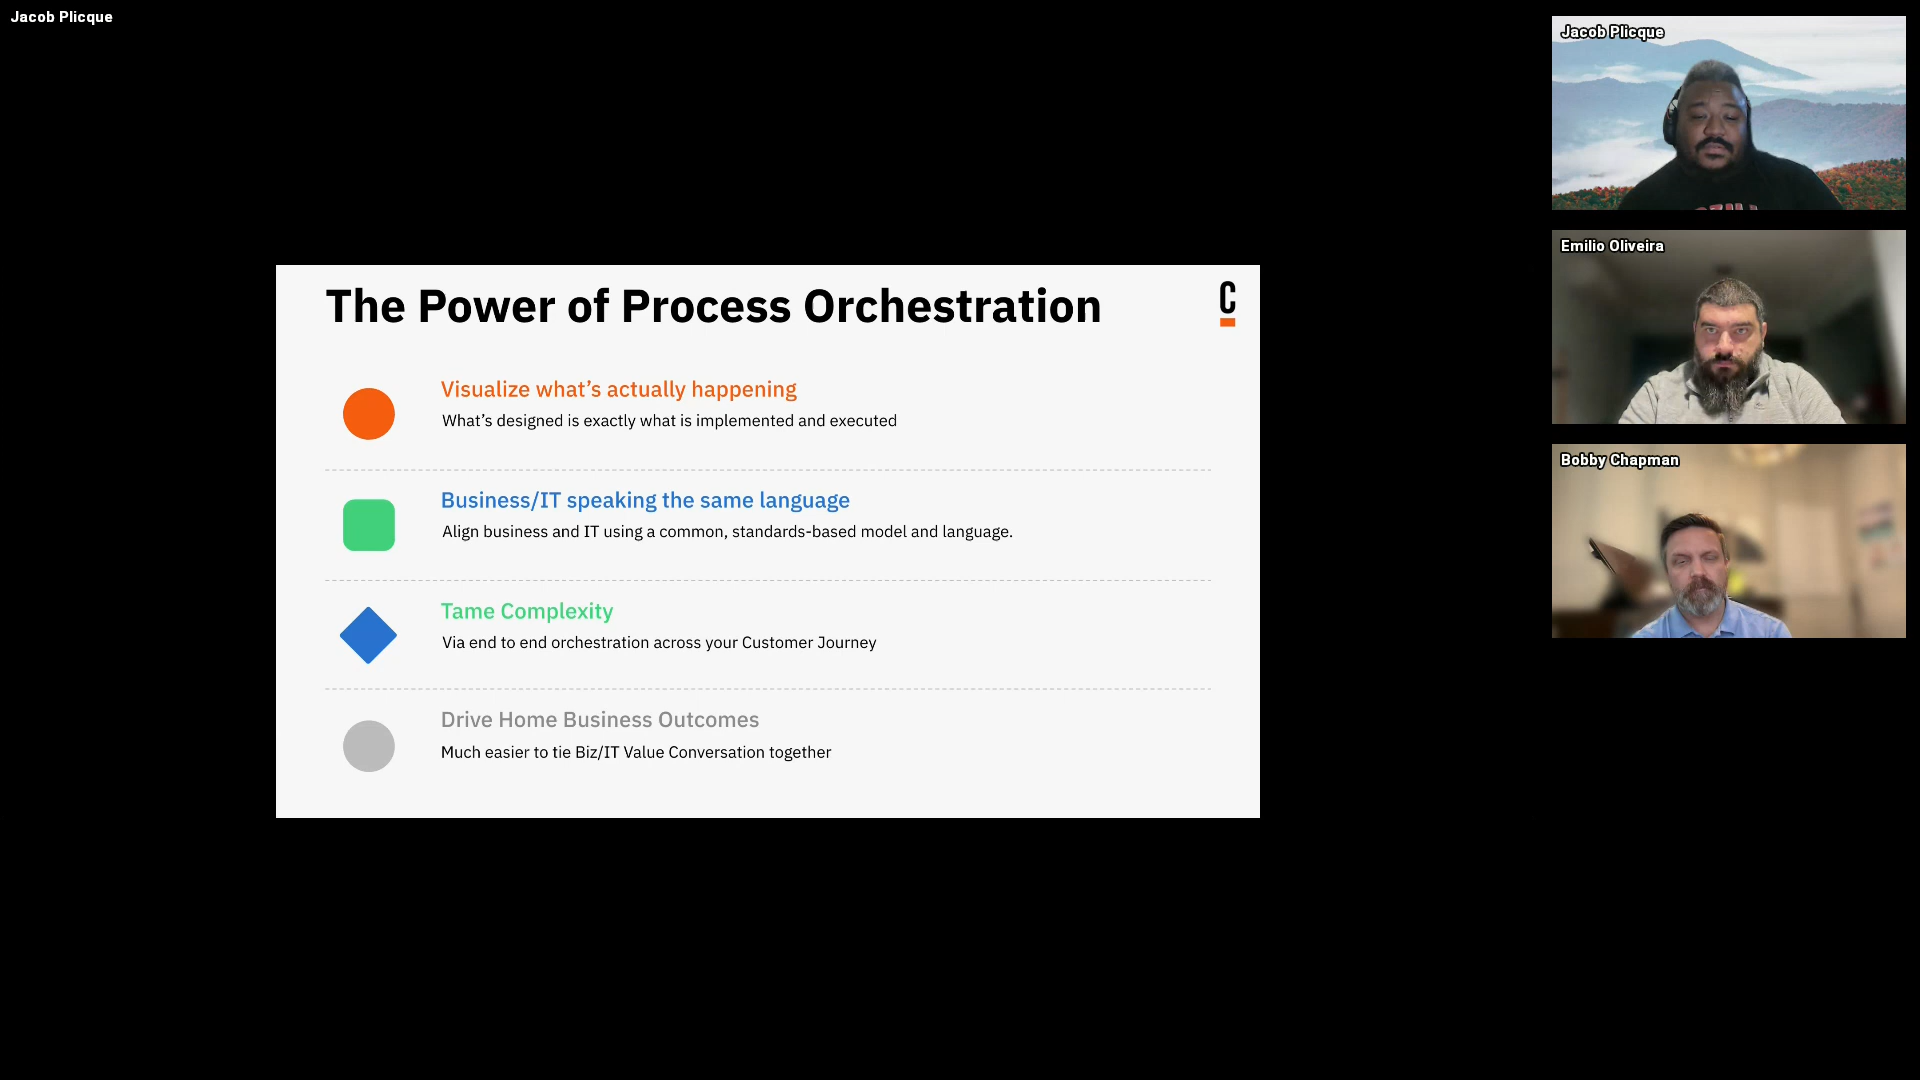 Jacob Plicque
The Power of Process Orchestration
C
Visualize what’s actually happening
What’s designed is exactly what is implemented and executed
Business/IT speaking the same language
Align business and IT using a common, standards-based model and language.
Tame Complexity
Via end to end orchestration across your Customer Journey
Drive Home Business Outcomes
Much easier to tie Biz/IT Value Conversation together
Jacob Plicque
Emilio Oliveira
Bobby Chapman